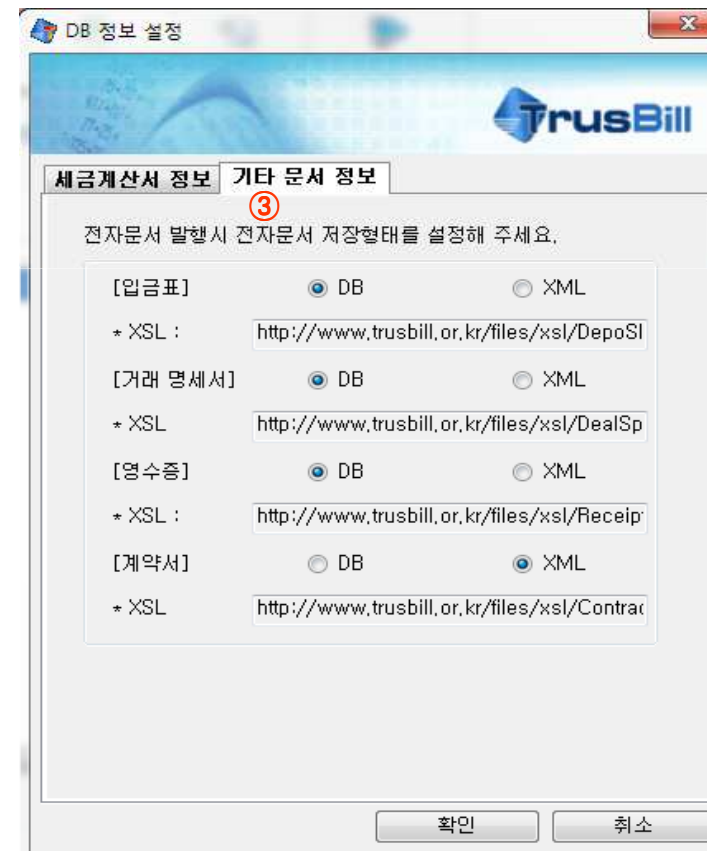 DB 정보 설정
TrusBill
세금계산서 정보 기타 문서 정보
③
전자문서 발행시 전자문서 저장형태를 설정해 주세요.
[입금표] DB XML
* XSL : http://www.trusbill.or.kr/files/xsl/DepoSl
[거래 명세서] DB XML
* XSL http://www.trusbill.or.kr/files/xsl/DealSp
[영수증] DB XML
* XSL : http://www.trusbill.or.kr/files/xsl/Receip
[계약서] DB XML
* XSL http://www.trusbill.or.kr/files/xsl/Contrac
확인 취소